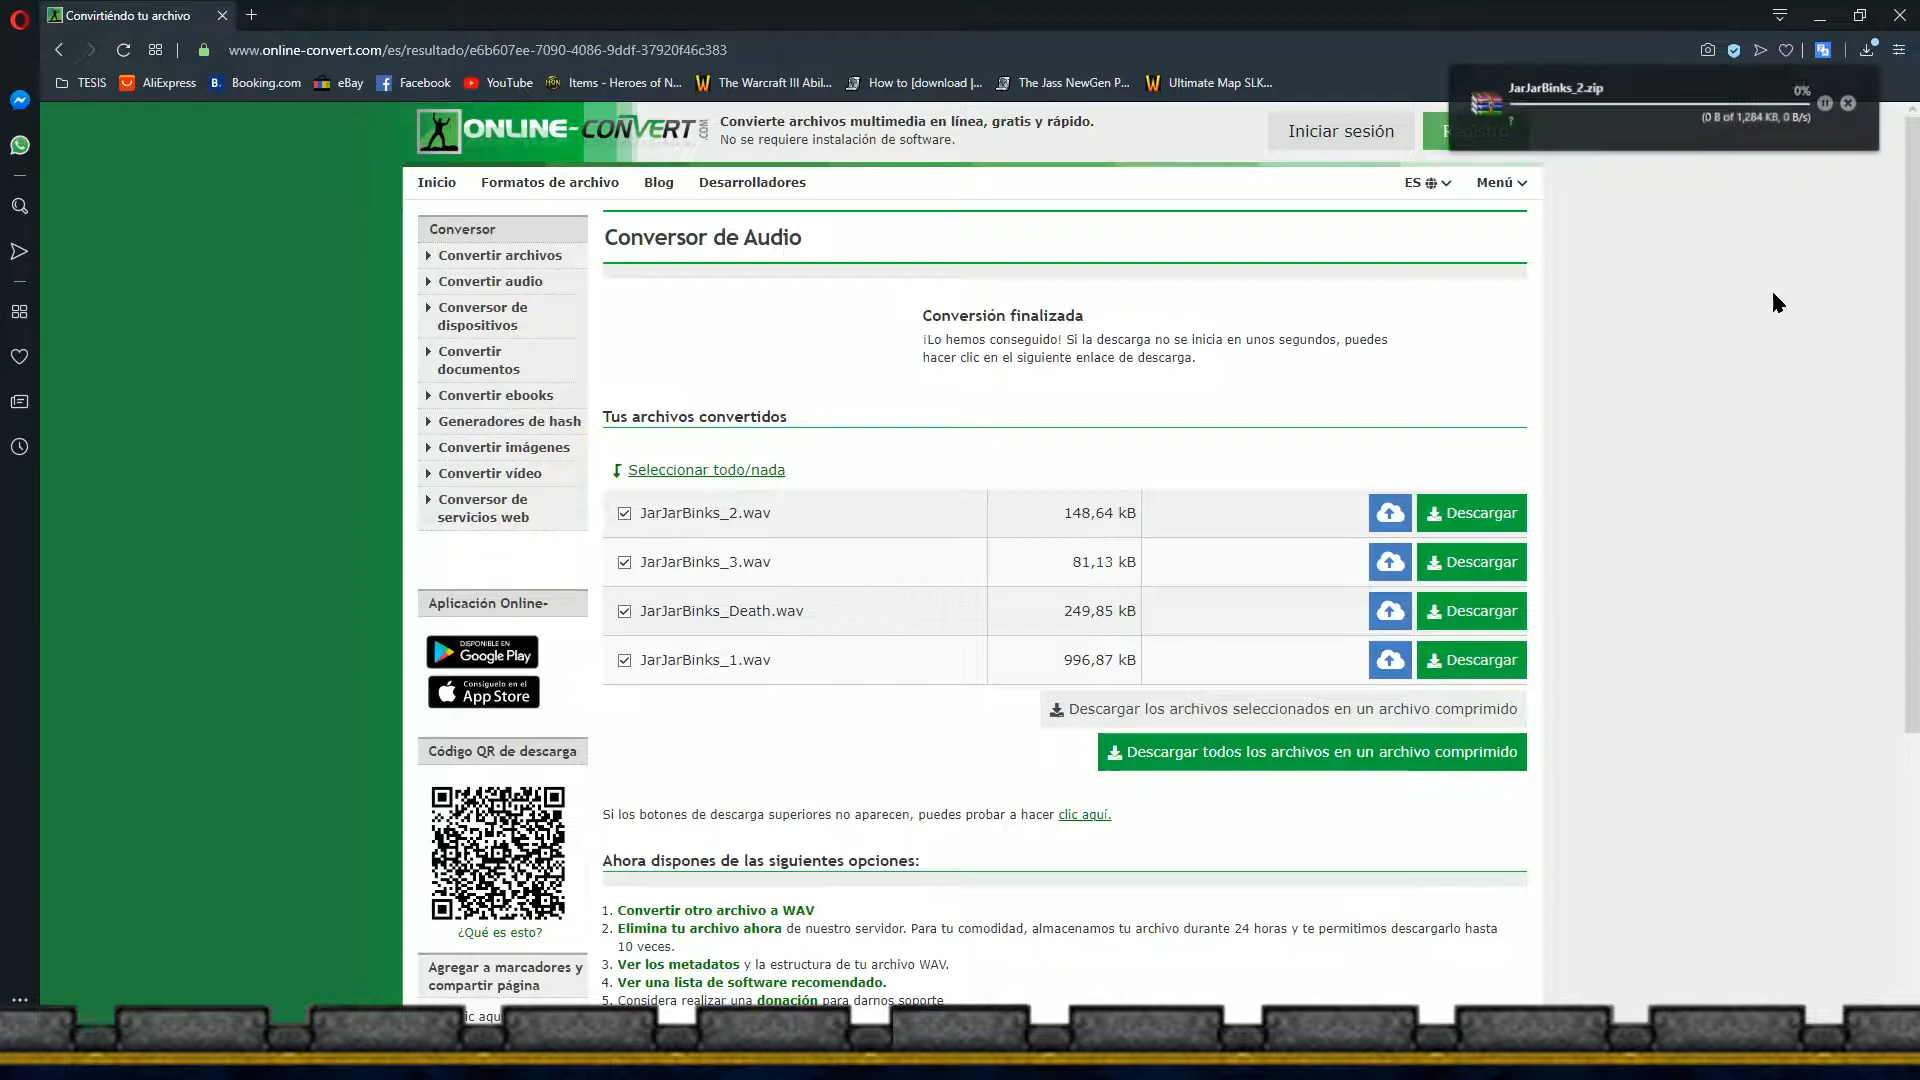 Convirtiéndo tu archivo
www.online-convert.com/es/resultado/e6b607ee-7090-4086-9ddf-37920f46c383
TESIS
AliExpress
Booking.com
eBay
Facebook
YouTube
Items - Heroes of N...
The Warcraft III Abil...
How to [download |...
The Jass NewGen P...
Ultimate Map SLK...
JarJarBinks_2.zip
0%
?
(0 B of 1,284 KB, 0 B/s)
ONLINE-CONVERT.COM
Convierte archivos multimedia en línea, gratis y rápido.
No se requiere instalación de software.
Iniciar sesión
Registro
Inicio
Formatos de archivo
Blog
Desarrolladores
ES
Menú
Conversor
Convertir archivos
Convertir audio
Conversor de
dispositivos
Convertir
documentos
Convertir ebooks
Generadores de hash
Convertir imágenes
Convertir vídeo
Conversor de
servicios web
Aplicación Online-
DISPONIBLE EN
Google Play
Consíguelo en el
App Store
Código QR de descarga
¿Qué es esto?
Agregar a marcadores y
compartir página
lic aqu
Conversor de Audio
Conversión finalizada
¡Lo hemos conseguido! Si la descarga no se inicia en unos segundos, puedes
hacer clic en el siguiente enlace de descarga.
Tus archivos convertidos
Seleccionar todo/nada
JarJarBinks_2.wav 148,64 kB Descargar
JarJarBinks_3.wav 81,13 kB Descargar
JarJarBinks_Death.wav 249,85 kB Descargar
JarJarBinks_1.wav 996,87 kB Descargar
Descargar los archivos seleccionados en un archivo comprimido
Descargar todos los archivos en un archivo comprimido
Si los botones de descarga superiores no aparecen, puedes probar a hacer clic aquí.
Ahora dispones de las siguientes opciones:
1. Convertir otro archivo a WAV
2. Elimina tu archivo ahora de nuestro servidor. Para tu comodidad, almacenamos tu archivo durante 24 horas y te permitimos descargarlo hasta
10 veces.
3. Ver los metadatos y la estructura de tu archivo WAV.
4. Ver una lista de software recomendado.
5. Considera realizar una donación para darnos soporte